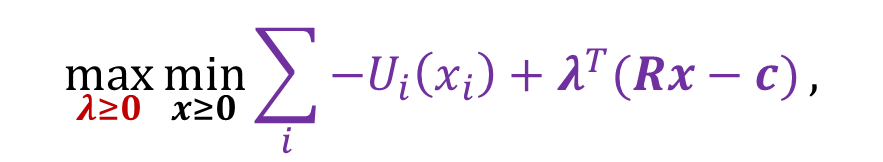 max min ∑ −Uᵢ(xᵢ) + λᵀ(Rx − c) ,
λ≥0 x≥0 i